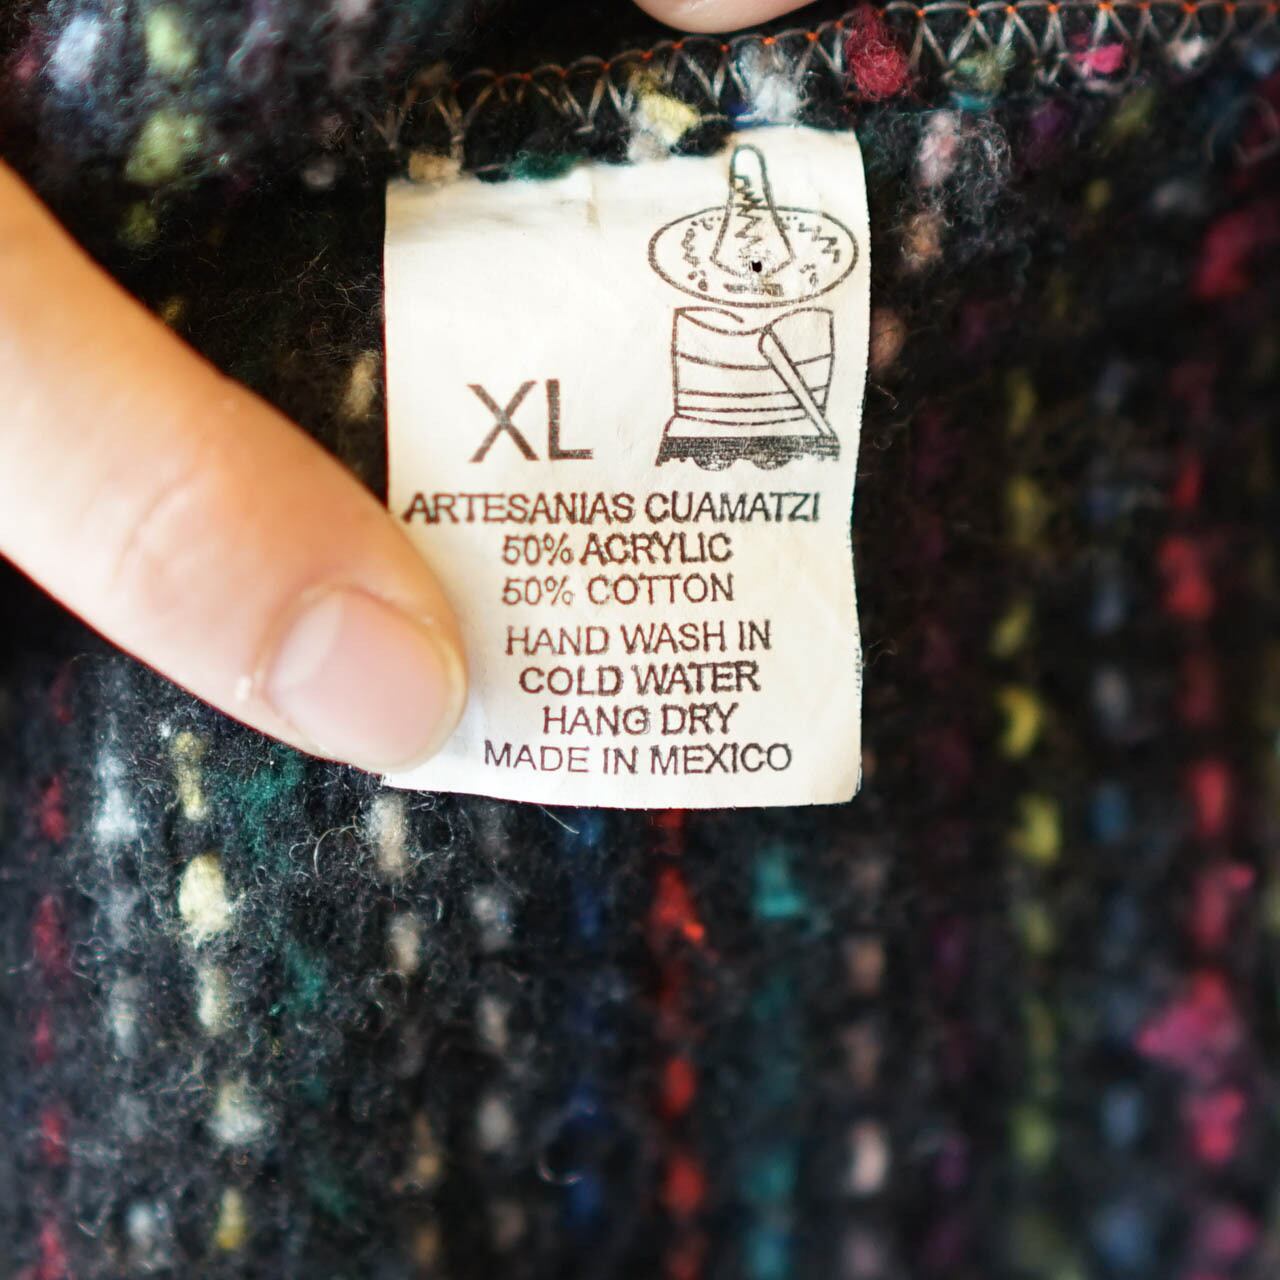 XL
ARTESANIAS CUAMATZI
50% ACRYLIC
50% COTTON
HAND WASH IN
COLD WATER
HANG DRY
MADE IN MEXICO